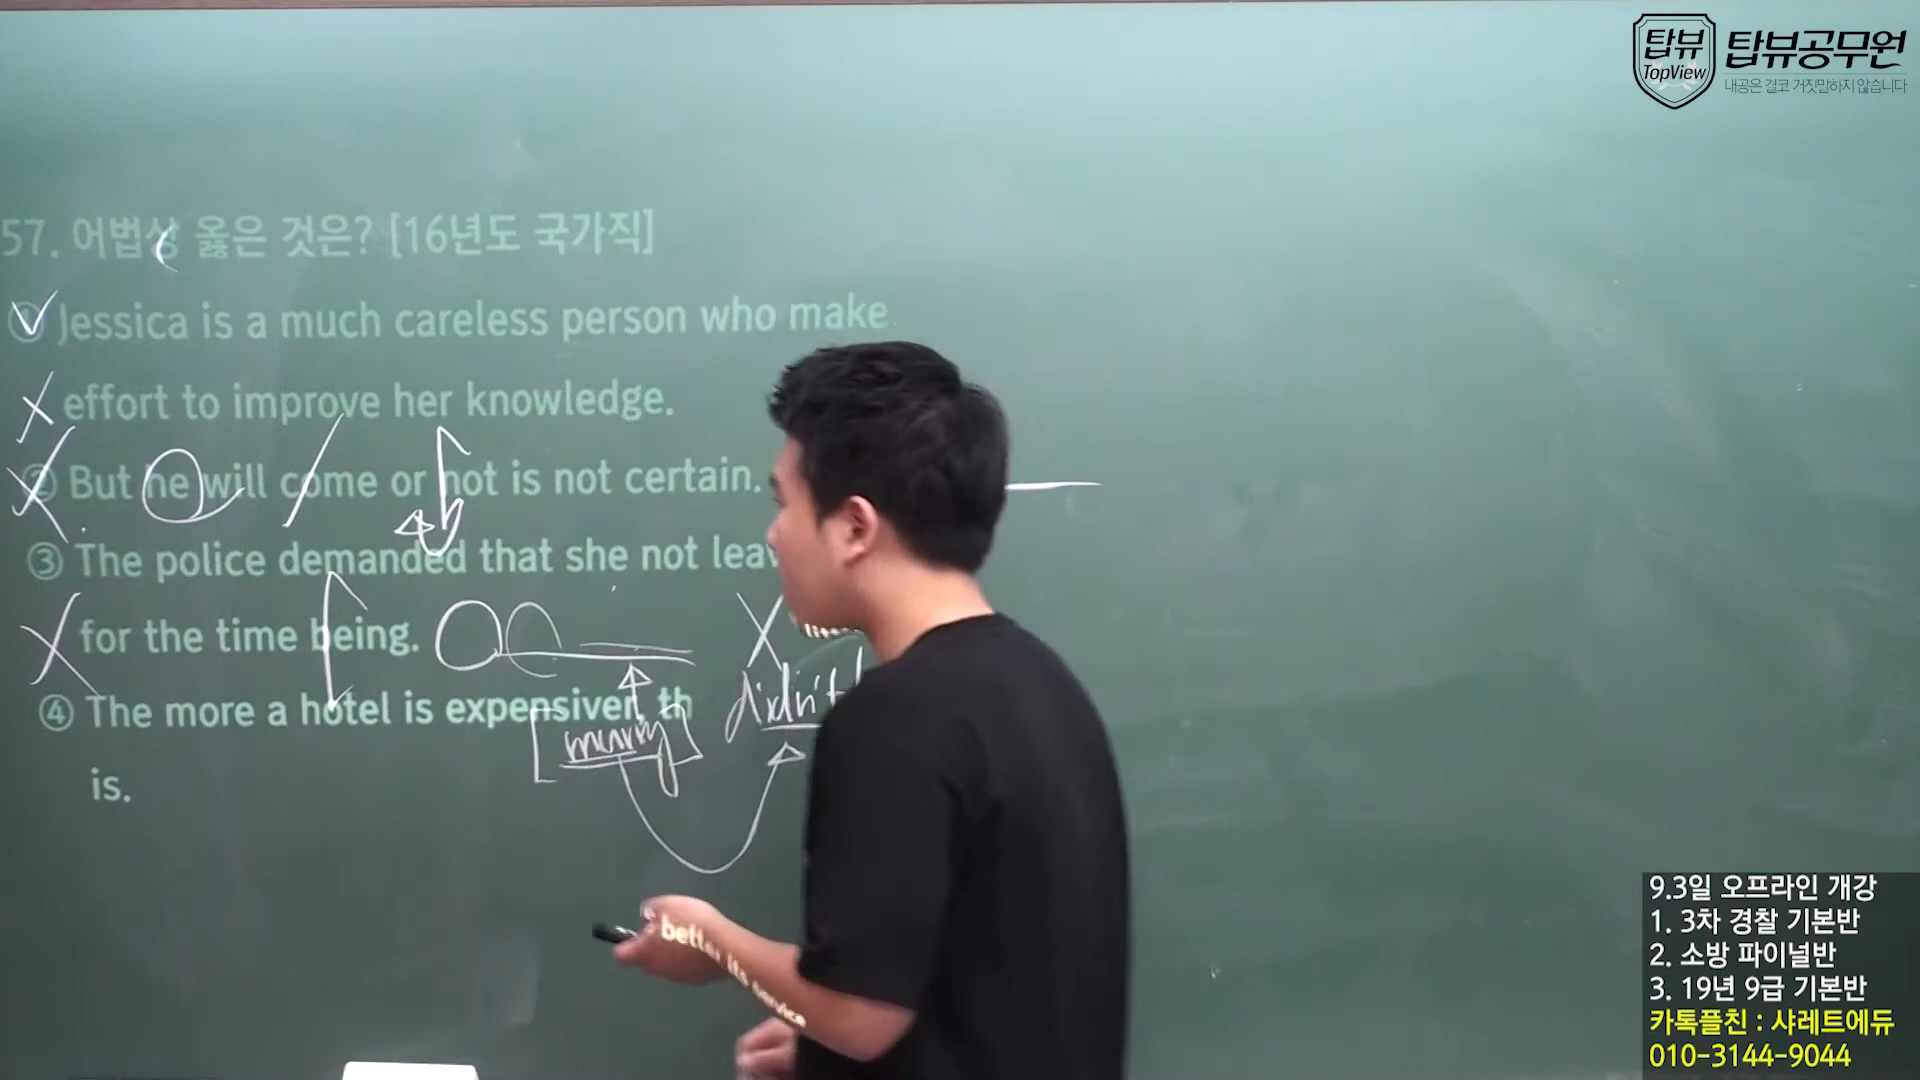 탑뷰
TopView
탑뷰공무원
내공은 결코 거짓말하지 않습니다
57. 어법상 옳은 것은? [16년도 국가직]
① Jessica is a much careless person who make
effort to improve her knowledge.
② But he will come or not is not certain.
③ The police demanded that she not leav
for the time being.
④ The more a hotel is expensiver, th
better its service
is.
didn't
9.3일 오프라인 개강
1. 3차 경찰 기본반
2. 소방 파이널반
3. 19년 9급 기본반
카톡플친 : 샤레트에듀
010-3144-9044